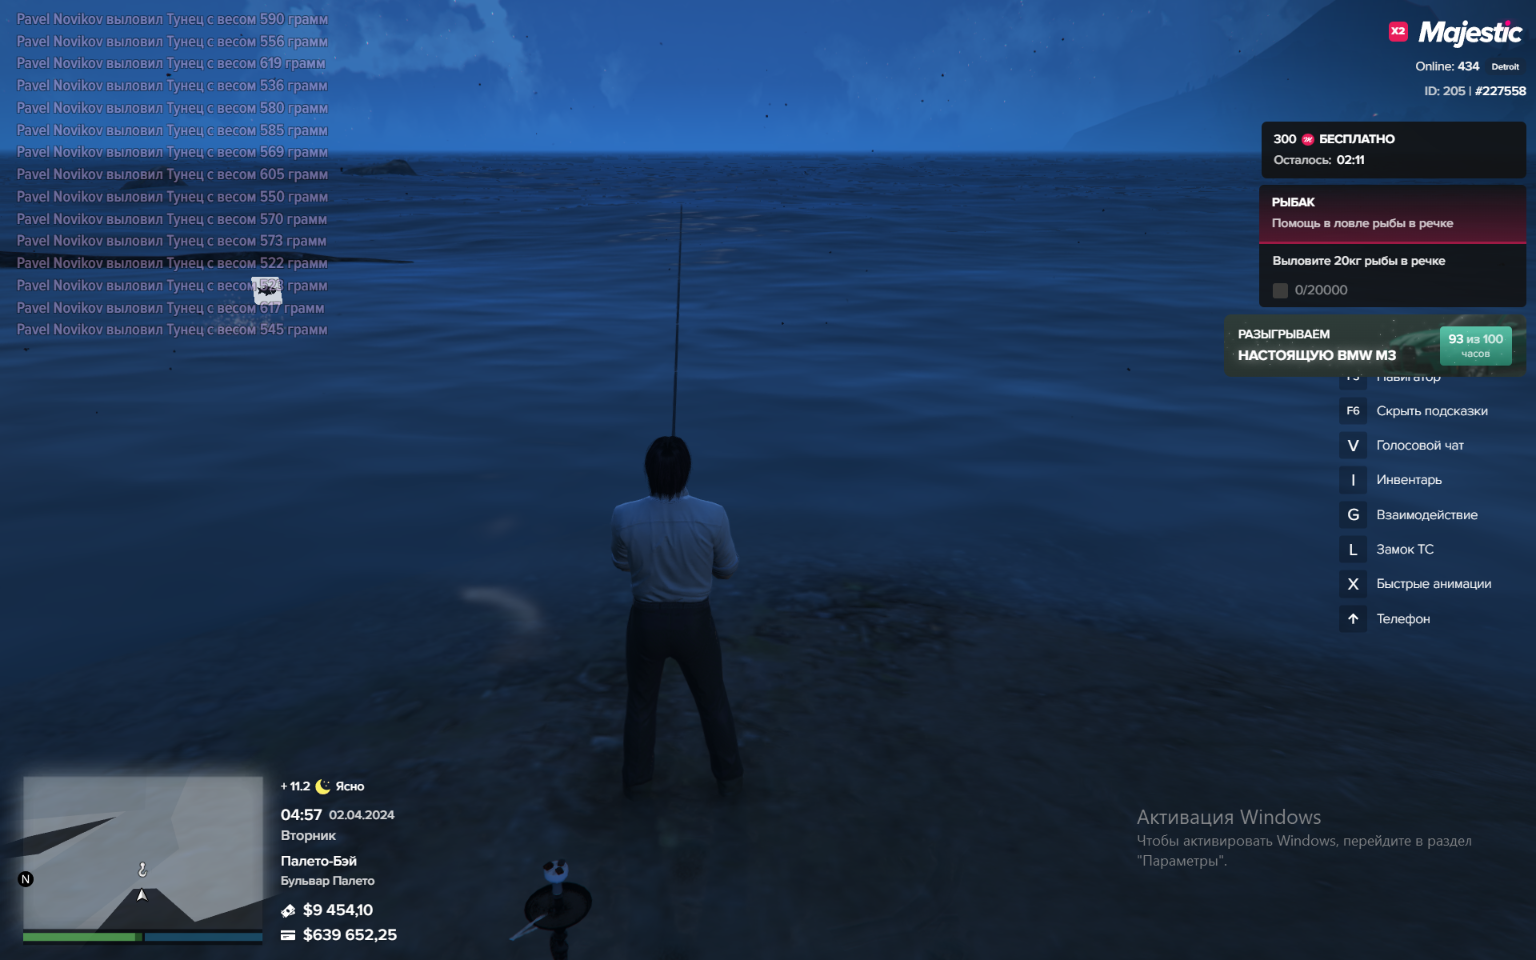 Pavel Novikov выловил Тунец с весом 590 грамм
Pavel Novikov выловил Тунец с весом 556 грамм
Pavel Novikov выловил Тунец с весом 619 грамм
Pavel Novikov выловил Тунец с весом 536 грамм
Pavel Novikov выловил Тунец с весом 580 грамм
Pavel Novikov выловил Тунец с весом 585 грамм
Pavel Novikov выловил Тунец с весом 569 грамм
Pavel Novikov выловил Тунец с весом 605 грамм
Pavel Novikov выловил Тунец с весом 550 грамм
Pavel Novikov выловил Тунец с весом 570 грамм
Pavel Novikov выловил Тунец с весом 573 грамм
Pavel Novikov выловил Тунец с весом 522 грамм
Pavel Novikov выловил Тунец с весом грамм
Pavel Novikov выловил Тунец с весом 617 грамм
Pavel Novikov выловил Тунец с весом 545 грамм
X2 Majestic
Online: 434 Detroit
ID: 205 | #227558
300 БЕСПЛАТНО
Осталось: 02:11
РЫБАК
Помощь в ловле рыбы в речке
Выловите 20кг рыбы в речке
0/20000
РАЗЫГРЫВАЕМ
НАСТОЯЩУЮ BMW M3
93 из 100
часов
Навигатор
F6 Скрыть подсказки
V Голосовой чат
I Инвентарь
G Взаимодействие
L Замок ТС
X Быстрые анимации
Телефон
N
+ 11.2 Ясно
04:57 02.04.2024
Вторник
Палето-Бэй
Бульвар Палето
$9 454,10
$639 652,25
Активация Windows
Чтобы активировать Windows, перейдите в раздел
"Параметры".